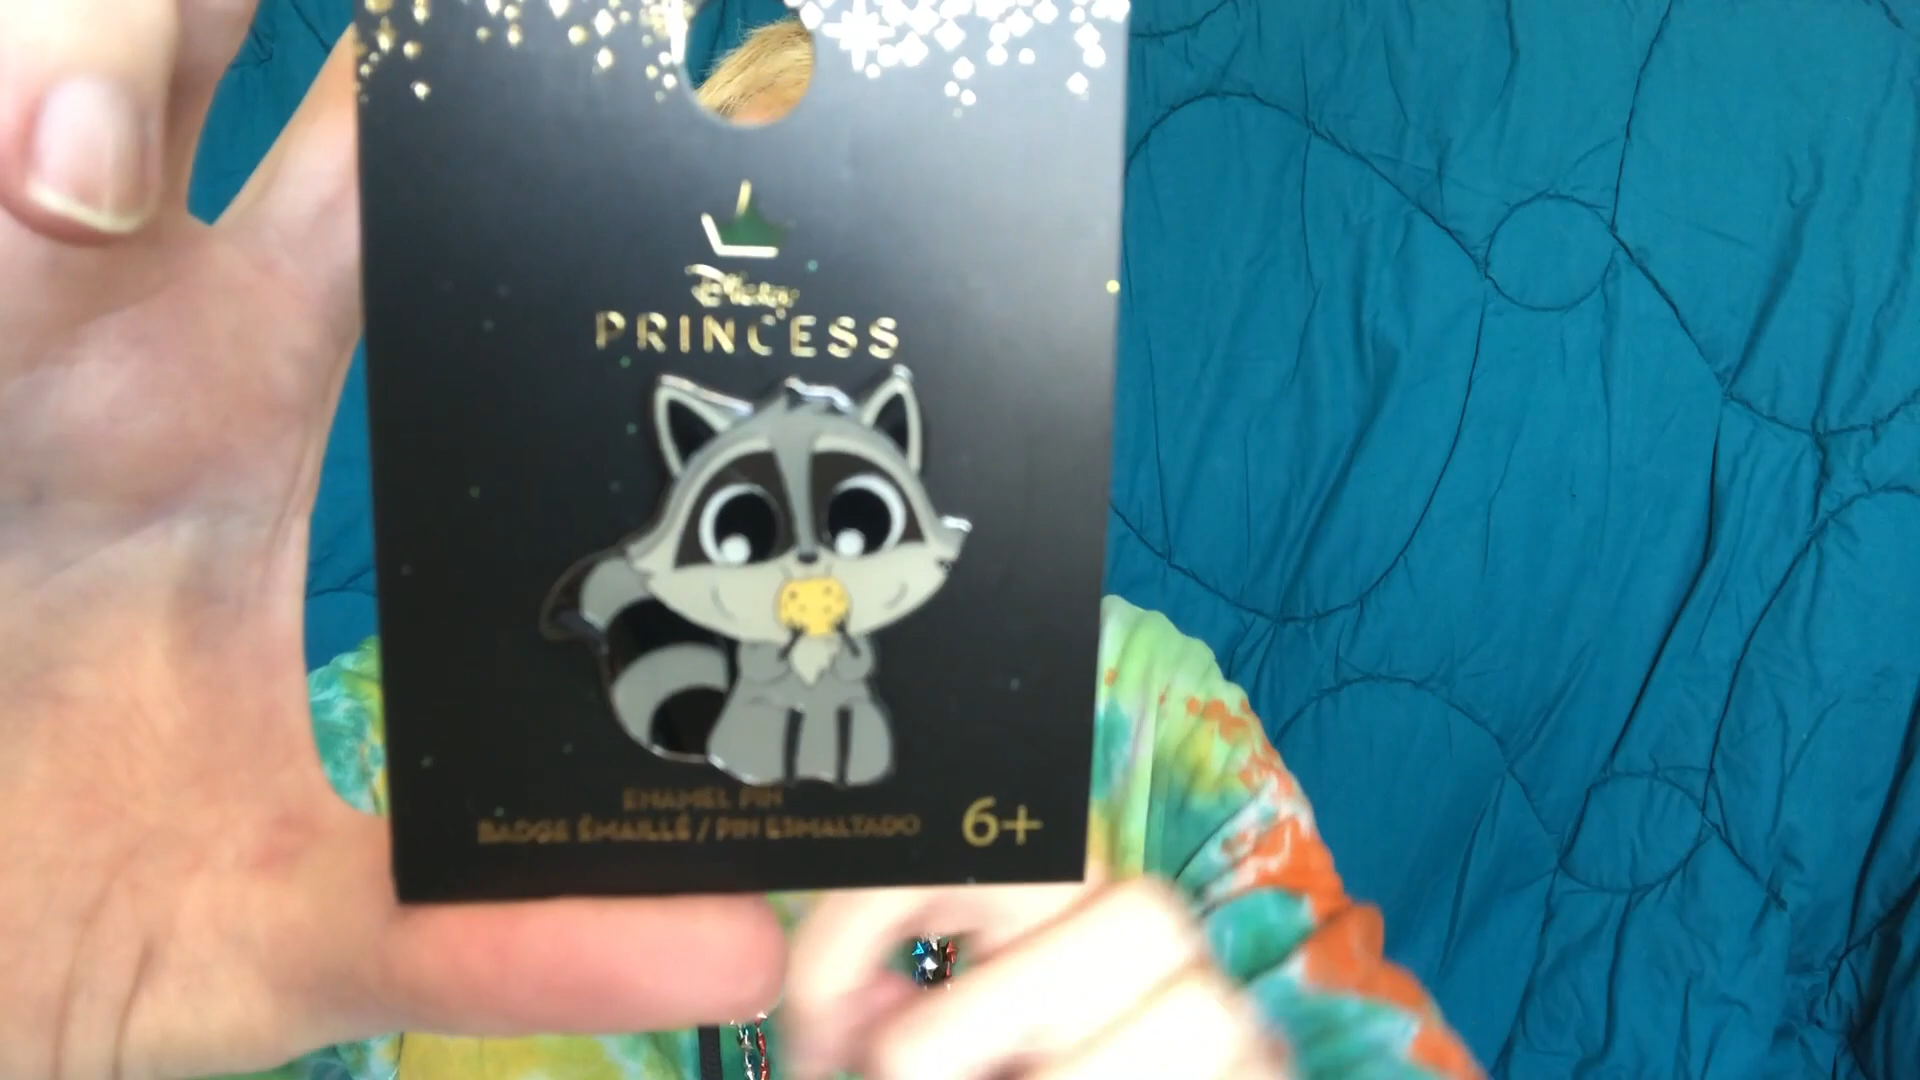 Disney
PRINCESS
ENAMEL PIN
BADGE ÉMAILLÉ / PIN ESMALTADO
6+